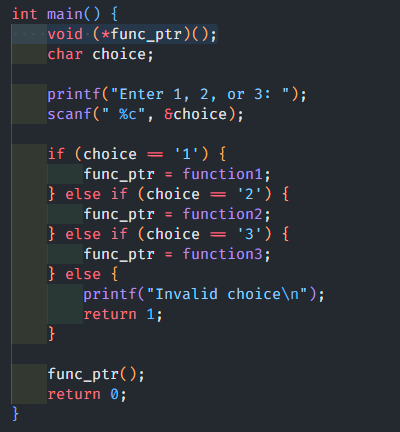 int main() {
    void (*func_ptr)();
    char choice;

    printf("Enter 1, 2, or 3: ");
    scanf(" %c", &choice);

    if (choice == '1') {
        func_ptr = function1;
    } else if (choice == '2') {
        func_ptr = function2;
    } else if (choice == '3') {
        func_ptr = function3;
    } else {
        printf("Invalid choice\n");
        return 1;
    }

    func_ptr();
    return 0;
}